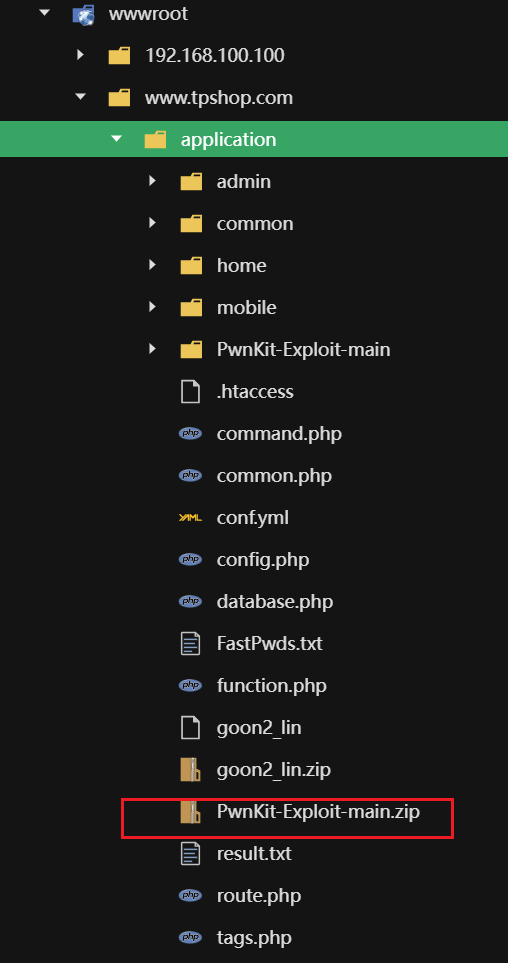 wwwroot
192.168.100.100
www.tpshop.com
application
admin
common
home
mobile
PwnKit-Exploit-main
.htaccess
php command.php
php common.php
YAML conf.yml
php config.php
php database.php
FastPwds.txt
php function.php
goon2_lin
goon2_lin.zip
PwnKit-Exploit-main.zip
result.txt
php route.php
php tags.php